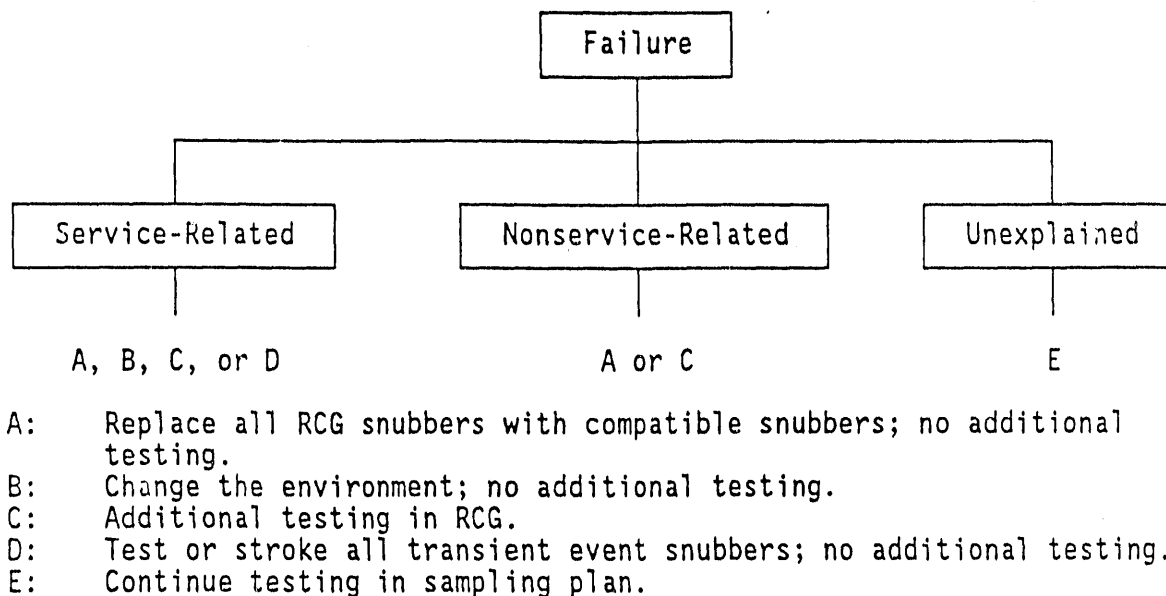 Failure
Service-Related
Nonservice-Related
Unexplained
A, B, C, or D
A or C
E
A: Replace all RCG snubbers with compatible snubbers; no additional
testing.
B: Change the environment; no additional testing.
C: Additional testing in RCG.
D: Test or stroke all transient event snubbers; no additional testing.
E: Continue testing in sampling plan.